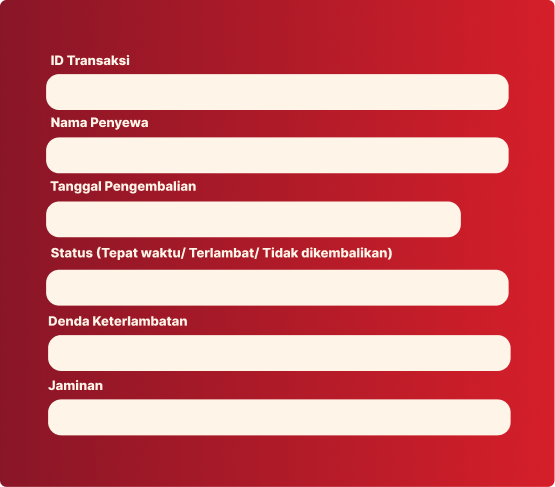 ID Transaksi
Nama Penyewa
Tanggal Pengembalian
Status (Tepat waktu/ Terlambat/ Tidak dikembalikan)
Denda Keterlambatan
Jaminan